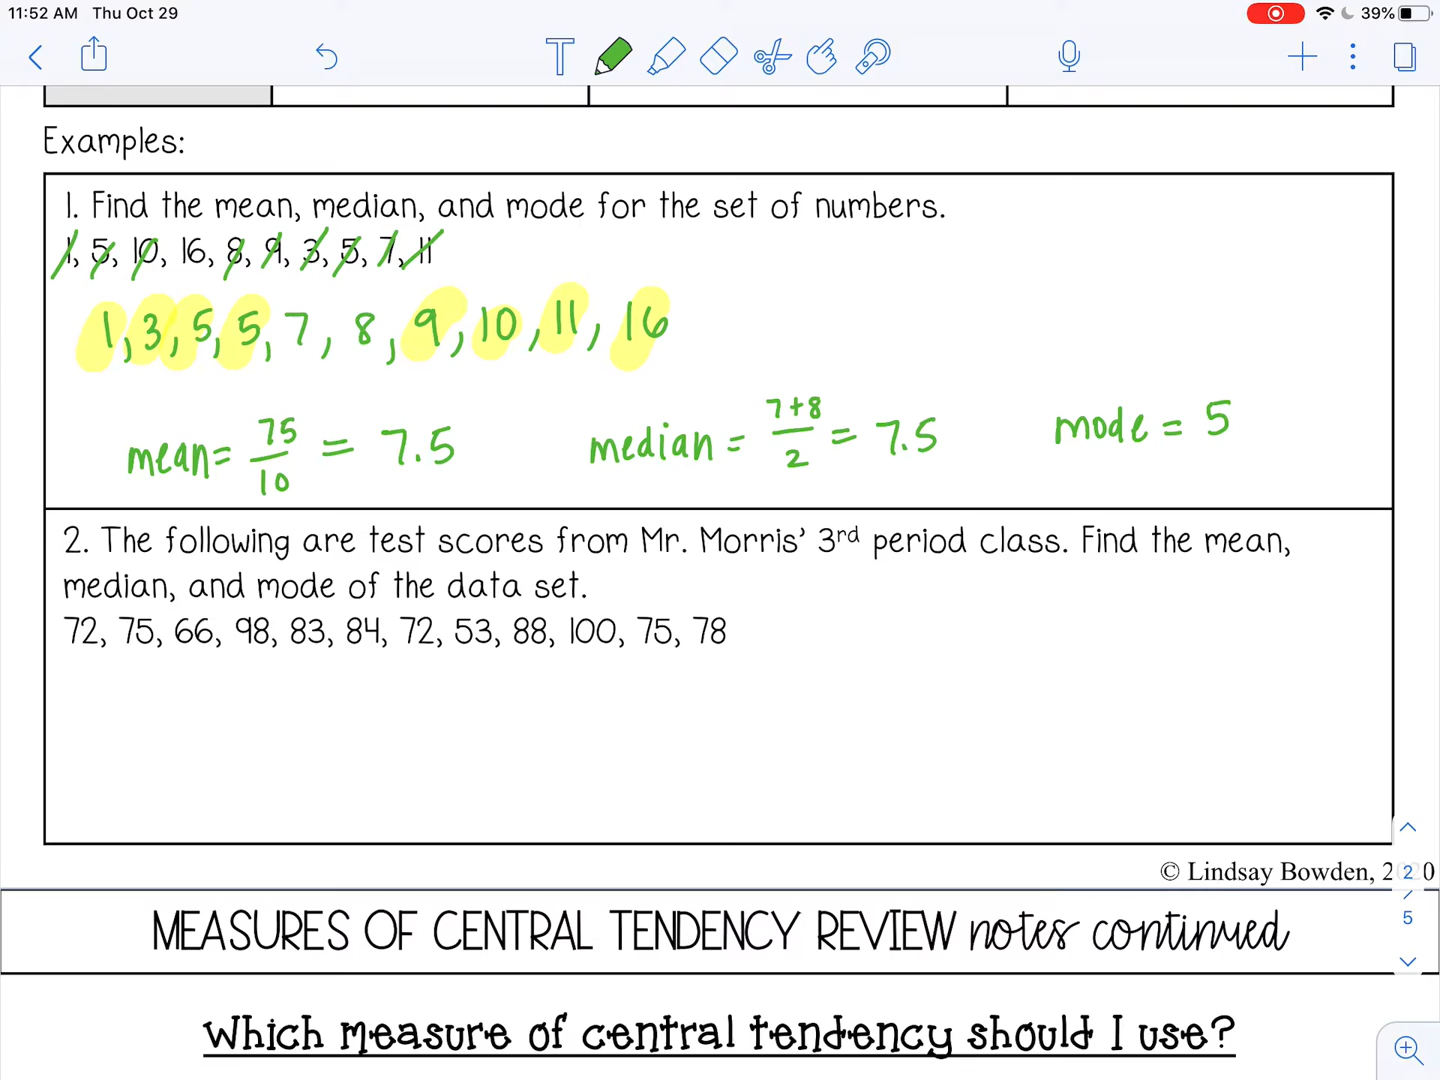 11:52 AM Thu Oct 29 39%
Examples:
1. Find the mean, median, and mode for the set of numbers.
1, 5, 10, 16, 8, 9, 3, 5, 7, 11
1, 3, 5, 5, 7, 8, 9, 10, 11, 16
mean = 75/10 = 7.5 median = 7+8/2 = 7.5 mode = 5
2. The following are test scores from Mr. Morris' 3rd period class. Find the mean,
median, and mode of the data set.
72, 75, 66, 98, 83, 84, 72, 53, 88, 100, 75, 78
© Lindsay Bowden, 2020
2/5
MEASURES OF CENTRAL TENDENCY REVIEW notes continued
Which measure of central tendency should I use?